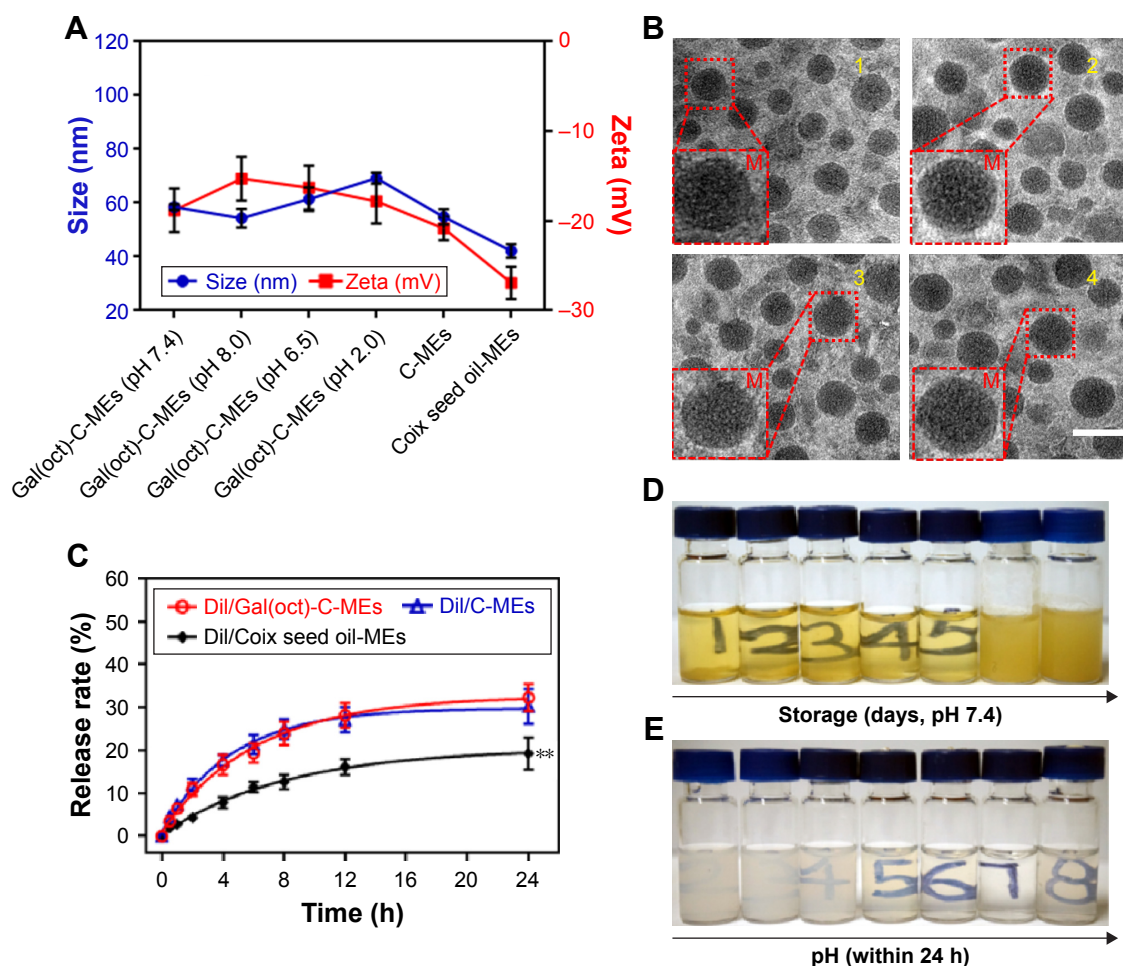 A
120
100
80
60
40
20
Size (nm)
0
–10
–20
–30
Zeta (mV)
Size (nm)
Zeta (mV)
Gal(oct)-C-MEs (pH 7.4)
Gal(oct)-C-MEs (pH 8.0)
Gal(oct)-C-MEs (pH 6.5)
Gal(oct)-C-MEs (pH 2.0)
C-MEs
Coix seed oil-MEs
B
1
M
2
M
3
M
4
M
C
60
50
40
30
20
10
0
Release rate (%)
Dil/Gal(oct)-C-MEs
Dil/C-MEs
Dil/Coix seed oil-MEs
**
0 4 8 12 16 20 24
Time (h)
D
1 2 3 4 5
Storage (days, pH 7.4)
E
2 3 4 5 6 7 8
pH (within 24 h)